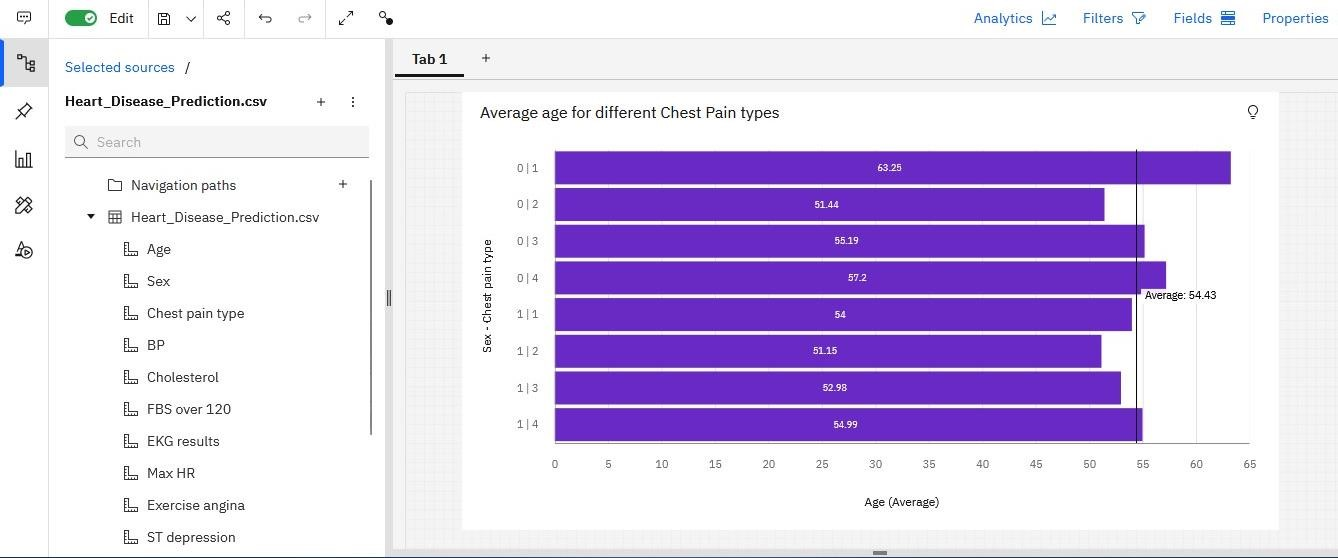 Edit
Analytics
Filters
Fields
Properties
Selected sources /
Heart_Disease_Prediction.csv
Search
Navigation paths
Heart_Disease_Prediction.csv
Age
Sex
Chest pain type
BP
Cholesterol
FBS over 120
EKG results
Max HR
Exercise angina
ST depression
Tab 1
Average age for different Chest Pain types
Sex - Chest pain type
0 | 1 63.25
0 | 2 51.44
0 | 3 55.19
0 | 4 57.2
Average: 54.43
1 | 1 54
1 | 2 51.15
1 | 3 52.98
1 | 4 54.99
0 5 10 15 20 25 30 35 40 45 50 55 60 65
Age (Average)